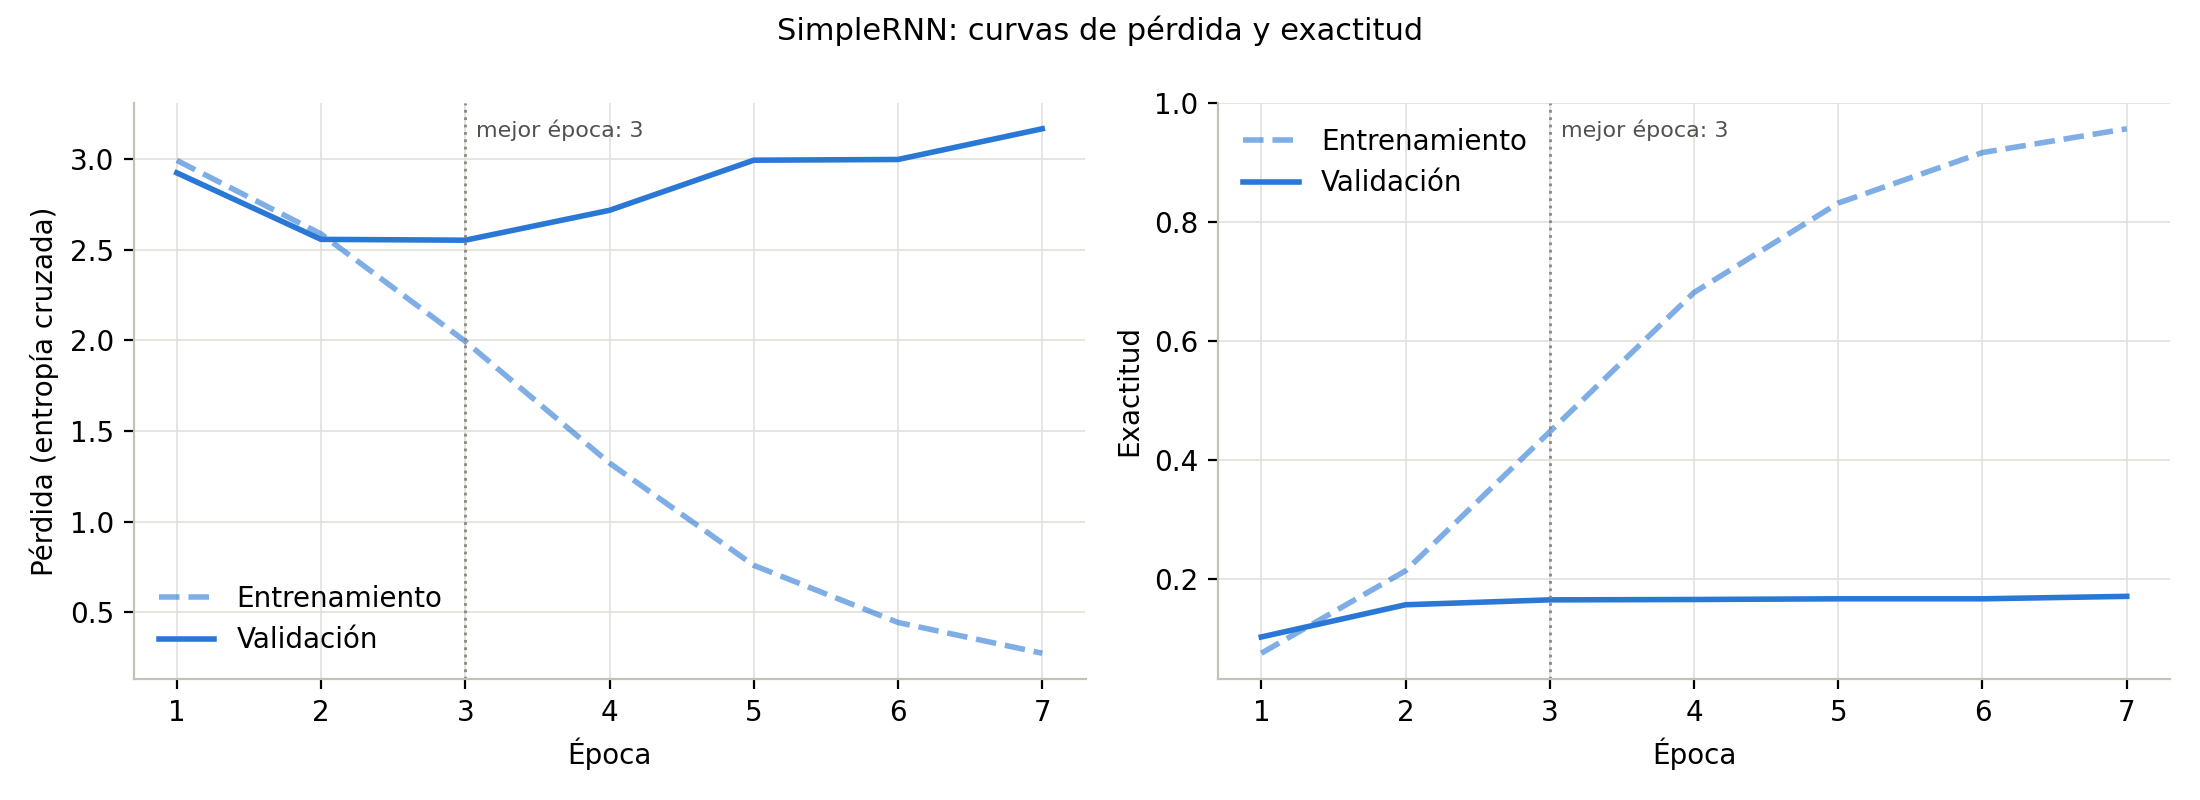 SimpleRNN: curvas de pérdida y exactitud
Pérdida (entropía cruzada)
3.0
2.5
2.0
1.5
1.0
0.5
mejor época: 3
Entrenamiento
Validación
1 2 3 4 5 6 7
Época
Exactitud
1.0
0.8
0.6
0.4
0.2
Entrenamiento
Validación
mejor época: 3
1 2 3 4 5 6 7
Época